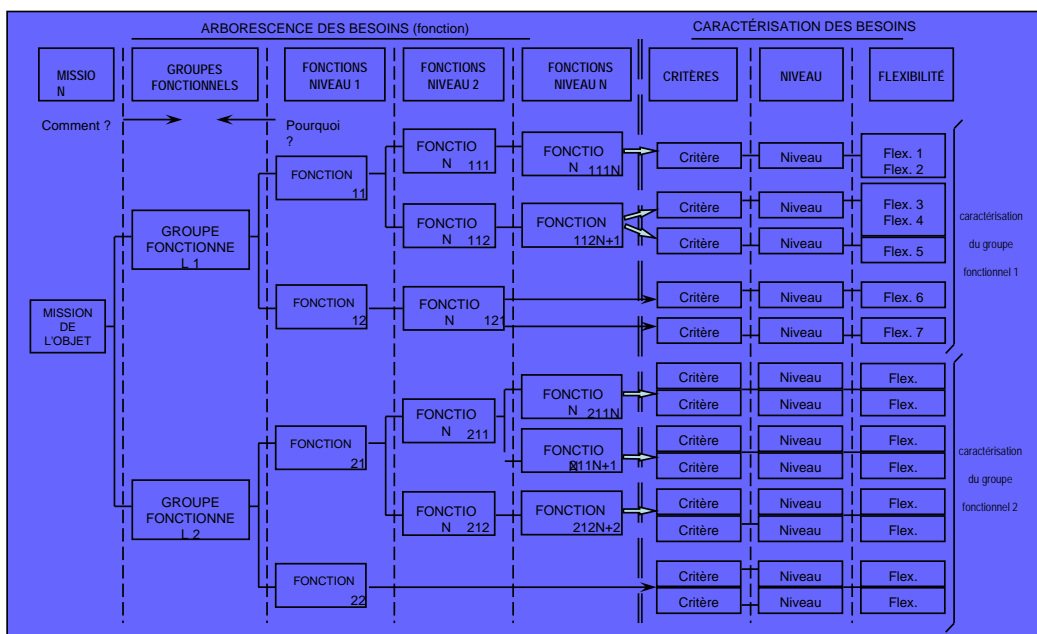 ARBORESCENCE DES BESOINS (fonction)
CARACTÉRISATION DES BESOINS
MISSIO
N
GROUPES
FONCTIONNELS
FONCTIONS
NIVEAU 1
FONCTIONS
NIVEAU 2
FONCTIONS
NIVEAU N
CRITÈRES
NIVEAU
FLEXIBILITÉ
Comment ?
Pourquoi
?
MISSION
DE
L'OBJET
GROUPE
FONCTIONNE
L 1
FONCTION
11
FONCTIO
N 111
FONCTIO
N 111N
Critère
Niveau
Flex. 1
Flex. 2
FONCTIO
N 112
FONCTION
112N+1
Critère
Niveau
Flex. 3
Flex. 4
Critère
Niveau
Flex. 5
FONCTION
12
FONCTIO
N 121
Critère
Niveau
Flex. 6
Critère
Niveau
Flex. 7
caractérisation
du groupe
fonctionnel 1
GROUPE
FONCTIONNE
L 2
FONCTION
21
FONCTIO
N 211
FONCTIO
N 211N
Critère
Niveau
Flex.
Critère
Niveau
Flex.
FONCTIO
N
211N+1
Critère
Niveau
Flex.
Critère
Niveau
Flex.
FONCTIO
N 212
FONCTION
212N+2
Critère
Niveau
Flex.
Critère
Niveau
Flex.
FONCTION
22
Critère
Niveau
Flex.
Critère
Niveau
Flex.
caractérisation
du groupe
fonctionnel 2